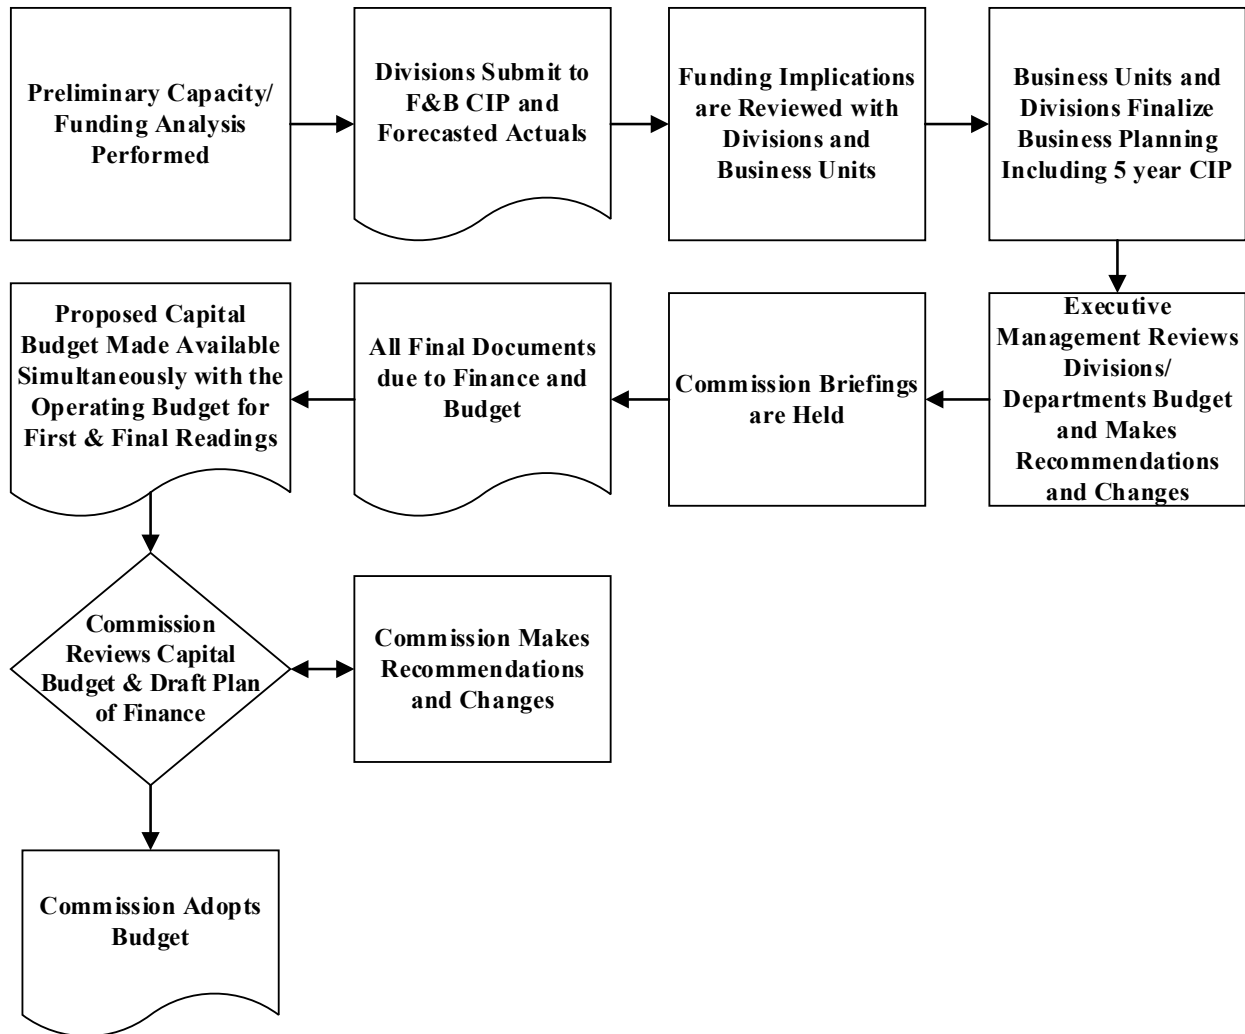 Preliminary Capacity/
Funding Analysis
Performed
Divisions Submit to
F&B CIP and
Forecasted Actuals
Funding Implications
are Reviewed with
Divisions and
Business Units
Business Units and
Divisions Finalize
Business Planning
Including 5 year CIP
Executive
Management Reviews
Divisions/
Departments Budget
and Makes
Recommendations
and Changes
Commission Briefings
are Held
All Final Documents
due to Finance and
Budget
Proposed Capital
Budget Made Available
Simultaneously with the
Operating Budget for
First & Final Readings
Commission
Reviews Capital
Budget & Draft Plan
of Finance
Commission Makes
Recommendations
and Changes
Commission Adopts
Budget